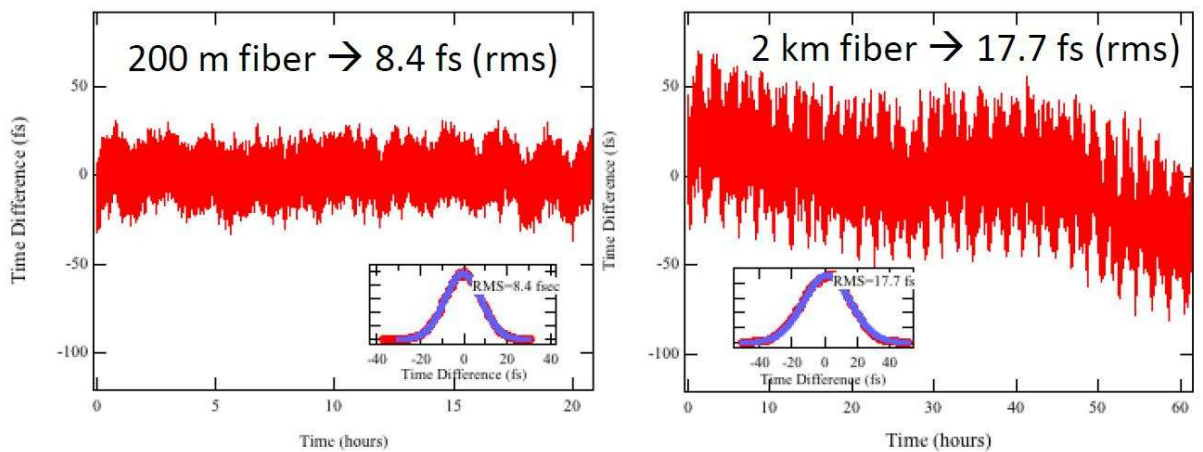 200 m fiber → 8.4 fs (rms)
Time Difference (fs)
50
0
-50
-100
RMS=8.4 fsec
-40 -20 0 20 40
Time Difference (fs)
0 5 10 15 20
Time (hours)
2 km fiber → 17.7 fs (rms)
Time Difference (fs)
50
0
-50
-100
RMS=17.7 fs
-40 -20 0 20 40
Time Difference (fs)
0 10 20 30 40 50 60
Time (hours)